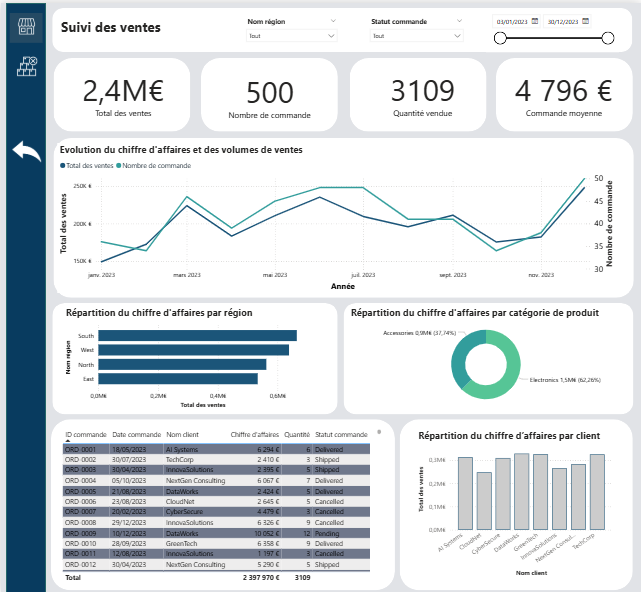 Suivi des ventes
Nom région
Tout
Statut commande
Tout
03/01/2023 30/12/2023
2,4M€
Total des ventes
500
Nombre de commande
3109
Quantité vendue
4 796 €
Commande moyenne
Evolution du chiffre d'affaires et des volumes de ventes
Total des ventes Nombre de commande
Total des ventes
250K €
200K €
150K €
50
45
40
35
30
Nombre de commande
janv. 2023 mars 2023 mai 2023 juil. 2023 sept. 2023 nov. 2023
Année
Répartition du chiffre d'affaires par région
Nom région
South
West
North
East
0,0M€ 0,2M€ 0,4M€ 0,6M€
Total des ventes
Répartition du chiffre d'affaires par catégorie de produit
Accessories 0,9M€ (37,74%)
Electronics 1,5M€ (62,26%)
ID commande Date commande Nom client Chiffre d'affaires Quantité Statut commande
ORD-0001 18/05/2023 AI Systems 6 294 € 6 Delivered
ORD-0002 30/07/2023 TechCorp 2 410 € 3 Shipped
ORD-0003 30/04/2023 InnovaSolutions 2 395 € 5 Shipped
ORD-0004 05/10/2023 NextGen Consulting 6 067 € 7 Delivered
ORD-0005 21/08/2023 DataWorks 2 424 € 5 Delivered
ORD-0006 23/08/2023 CloudNet 2 645 € 5 Cancelled
ORD-0007 20/02/2023 CyberSecure 4 479 € 3 Cancelled
ORD-0008 29/12/2023 InnovaSolutions 6 326 € 9 Cancelled
ORD-0009 10/12/2023 DataWorks 10 052 € 12 Pending
ORD-0010 28/09/2023 GreenTech 6 358 € 9 Delivered
ORD-0011 12/08/2023 InnovaSolutions 1 197 € 3 Cancelled
ORD-0012 30/04/2023 NextGen Consulting 5 290 € 5 Shipped
Total 2 397 970 € 3109
Répartition du chiffre d'affaires par client
Total des ventes
0,3M€
0,2M€
0,1M€
0,0M€
AI Systems CloudNet CyberSecure DataWorks GreenTech InnovaSolutions NextGen Consul... TechCorp
Nom client